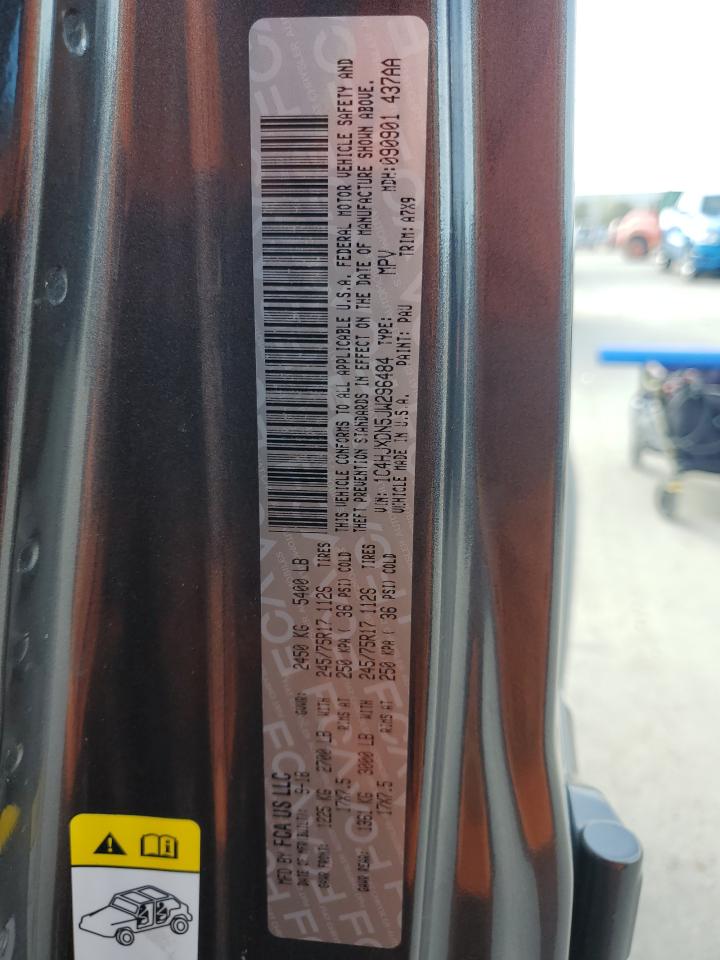 MFD BY FCA US LLC
DATE OF MFR BUILT: 9-16 GVWR: 2450 KG 5400 LB
GAWR FRONT: 1225 KG 2700 LB WITH 245/75R17 112S TIRES
17X7.5 RIMS AT 250 KPA ( 36 PSI) COLD
GAWR REAR: 1361 KG 3000 LB WITH 245/75R17 112S TIRES
17X7.5 RIMS AT 250 KPA ( 36 PSI) COLD
THIS VEHICLE CONFORMS TO ALL APPLICABLE U.S.A. FEDERAL MOTOR VEHICLE SAFETY AND
THEFT PREVENTION STANDARDS IN EFFECT ON THE DATE OF MANUFACTURE SHOWN ABOVE.
VIN: 1C4HJXDN5JW296484 TYPE: MPV MDH: 090901 437AA
VEHICLE MADE IN U.S.A. PAINT: PAU TRIM: A7X9